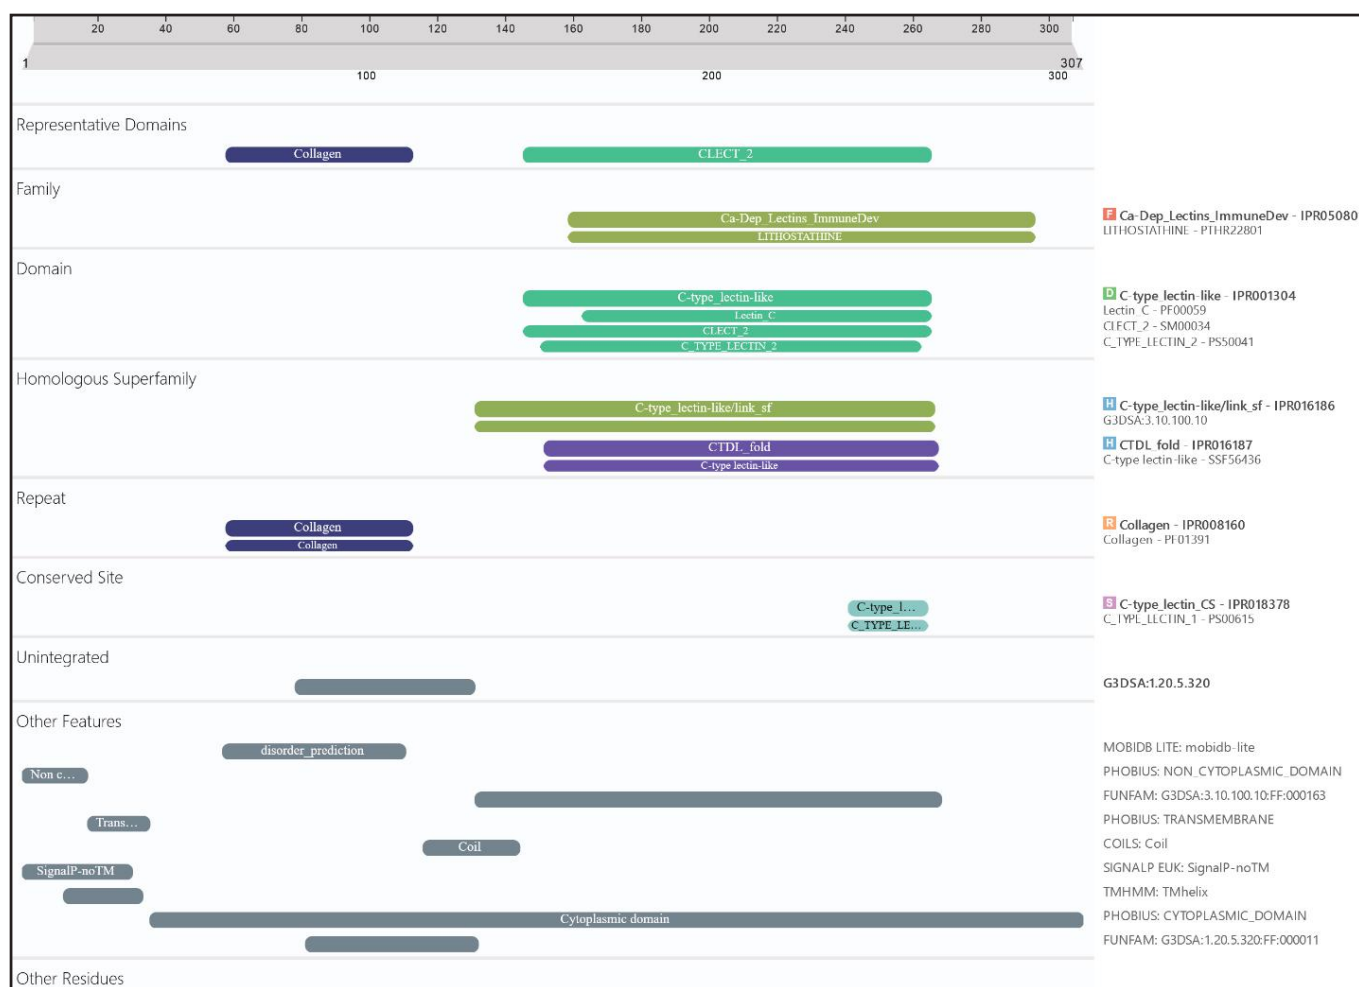 20 40 60 80 100 120 140 160 180 200 220 240 260 280 300
1 307
100 200 300
Representative Domains
Collagen CLECT_2
Family
Ca-Dep_Lectins_ImmuneDev F Ca-Dep_Lectins_ImmuneDev - IPR05080
LITHOSTATHINE LITHOSTATHINE - PTHR22801
Domain
C-type_lectin-like D C-type_lectin-like - IPR001304
Lectin_C Lectin_C - PF00059
CLECT_2 CLECT_2 - SM00034
C_TYPE_LECTIN_2 C_TYPE_LECTIN_2 - PS50041
Homologous Superfamily
C-type_lectin-like/link_sf H C-type_lectin-like/link_sf - IPR016186
G3DSA:3.10.100.10
CTDL_fold H CTDL_fold - IPR016187
C-type lectin-like C-type lectin-like - SSF56436
Repeat
Collagen R Collagen - IPR008160
Collagen Collagen - PF01391
Conserved Site
C-type_l... S C-type_lectin_CS - IPR018378
C_TYPE_LE... C_TYPE_LECTIN_1 - PS00615
Unintegrated
G3DSA:1.20.5.320
Other Features
disorder_prediction MOBIDB LITE: mobidb-lite
Non c... PHOBIUS: NON_CYTOPLASMIC_DOMAIN
FUNFAM: G3DSA:3.10.100.10:FF:000163
Trans... PHOBIUS: TRANSMEMBRANE
Coil COILS: Coil
SignalP-noTM SIGNALP EUK: SignalP-noTM
TMHMM: TMhelix
Cytoplasmic domain PHOBIUS: CYTOPLASMIC_DOMAIN
FUNFAM: G3DSA:1.20.5.320:FF:000011
Other Residues